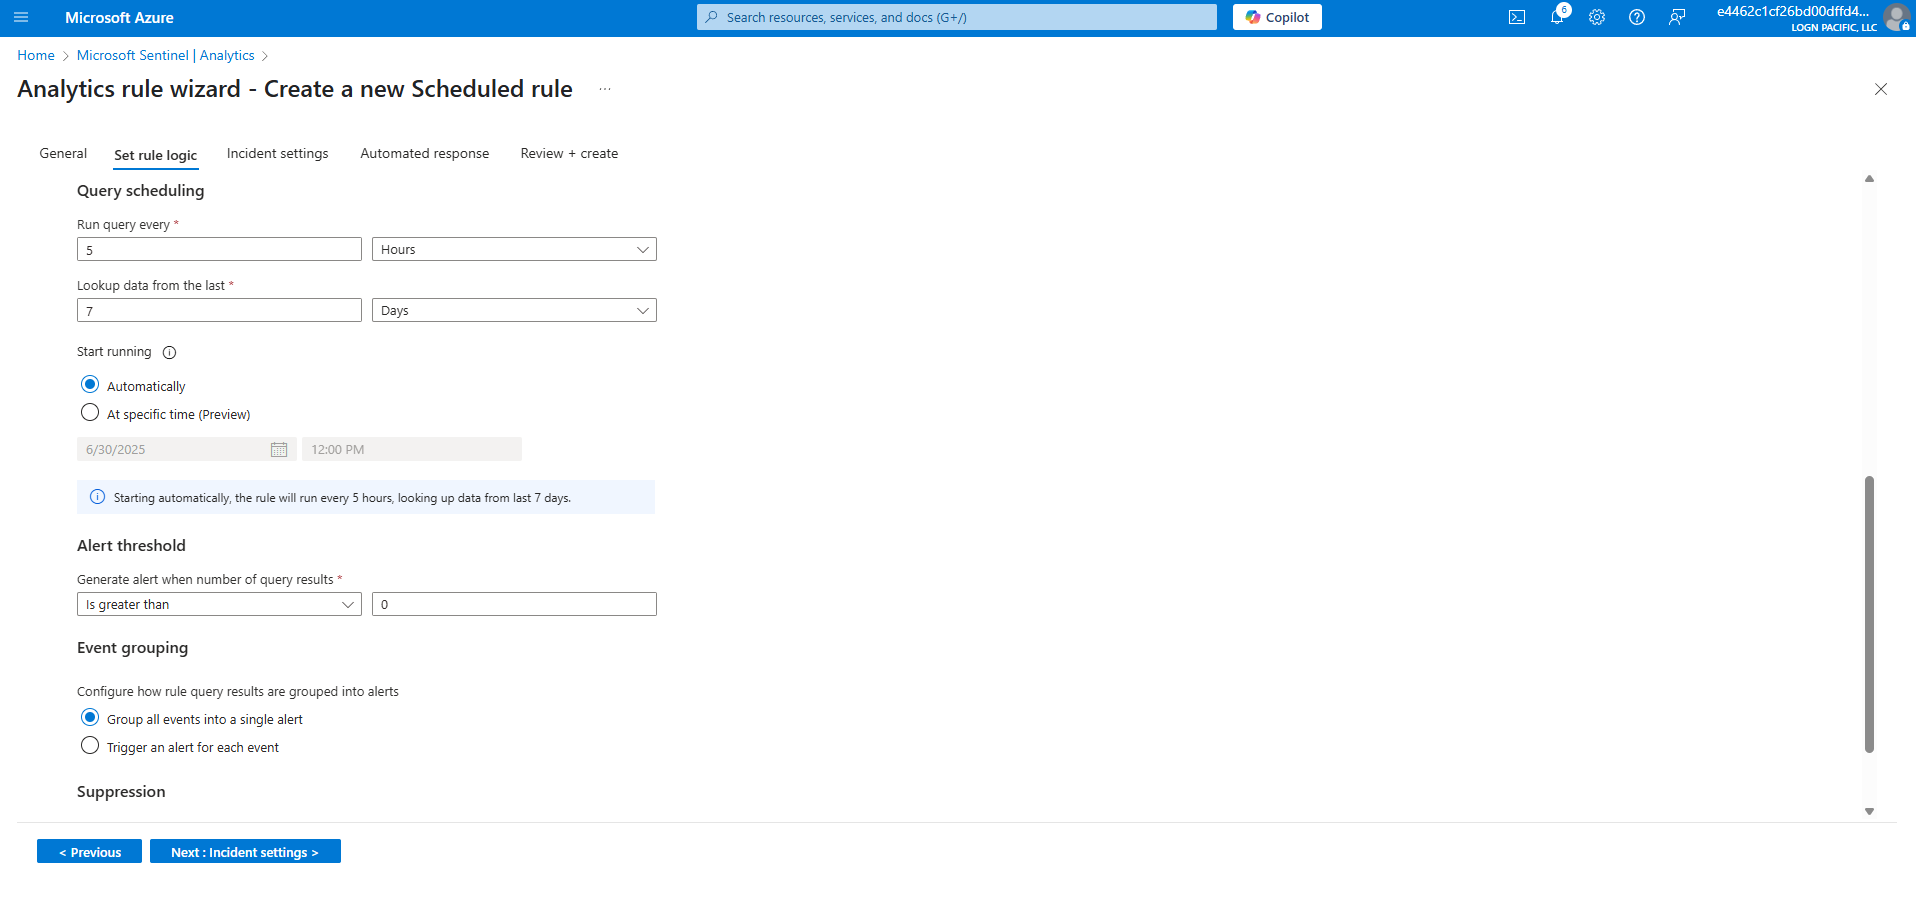 Microsoft Azure
Search resources, services, and docs (G+/)
Copilot
6
e4462c1cf26bd00dffd4...
LOGN PACIFIC, LLC
Home > Microsoft Sentinel | Analytics >
Analytics rule wizard - Create a new Scheduled rule ...
General
Set rule logic
Incident settings
Automated response
Review + create
Query scheduling
Run query every *
5
Hours
Lookup data from the last *
7
Days
Start running
Automatically
At specific time (Preview)
6/30/2025
12:00 PM
Starting automatically, the rule will run every 5 hours, looking up data from last 7 days.
Alert threshold
Generate alert when number of query results *
Is greater than
0
Event grouping
Configure how rule query results are grouped into alerts
Group all events into a single alert
Trigger an alert for each event
Suppression
< Previous
Next : Incident settings >